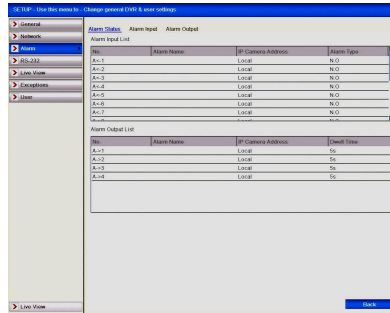 SETUP - Use this menu to - Change general DVR & user settings
General
Network
Alarm
RS-232
Live View
Exceptions
User
Alarm Status Alarm Input Alarm Output
Alarm Input List
No. Alarm Name IP Camera Address Alarm Type
A<-1 Local N.O
A<-2 Local N.O
A<-3 Local N.O
A<-4 Local N.O
A<-5 Local N.O
A<-6 Local N.O
A<-7 Local N.O
Alarm Output List
No. Alarm Name IP Camera Address Dwell Time
A->1 Local 5s
A->2 Local 5s
A->3 Local 5s
A->4 Local 5s
Live View
Back